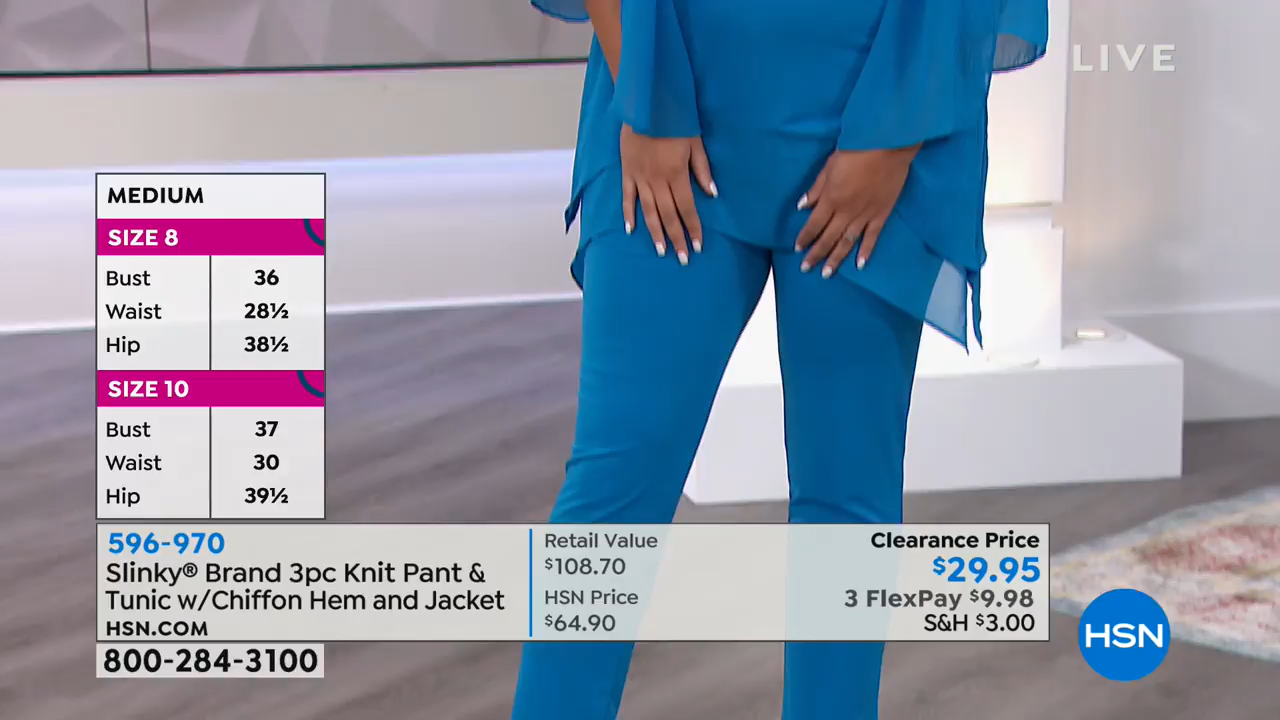 LIVE
MEDIUM
SIZE 8
Bust 36
Waist 28½
Hip 38½
SIZE 10
Bust 37
Waist 30
Hip 39½
596-970
Slinky® Brand 3pc Knit Pant &
Tunic w/Chiffon Hem and Jacket
HSN.COM
Retail Value
$108.70
HSN Price
$64.90
Clearance Price
$29.95
3 FlexPay $9.98
S&H $3.00
800-284-3100
HSN